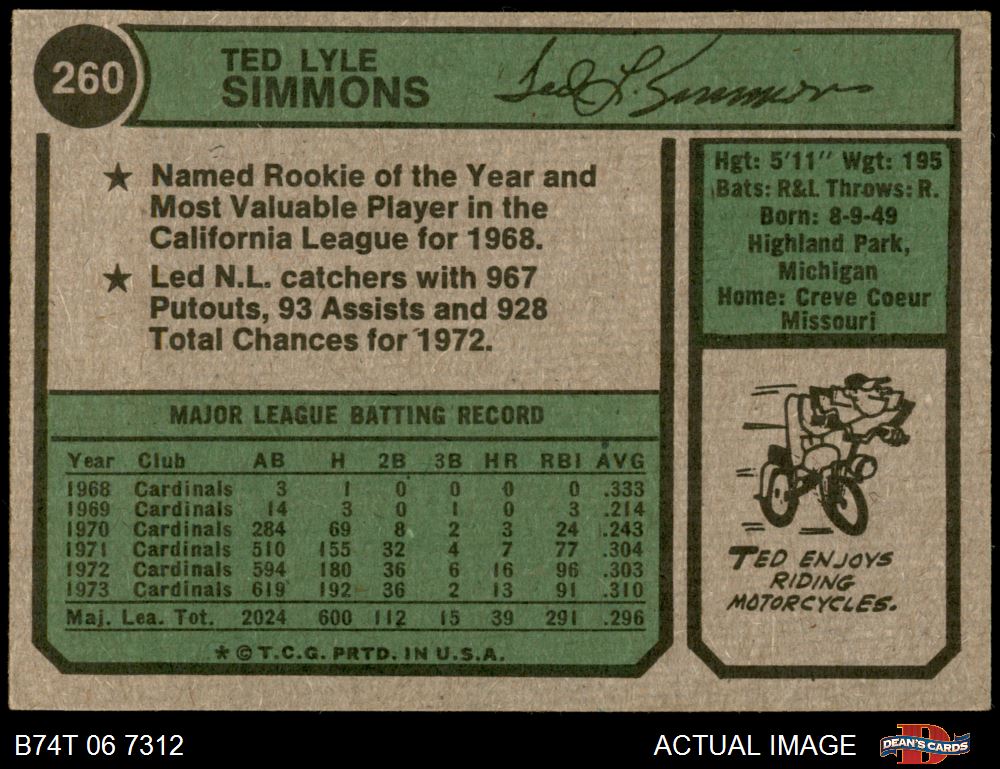 260
TED LYLE
SIMMONS
Ted L. Simmons
★ Named Rookie of the Year and
Most Valuable Player in the
California League for 1968.
★ Led N.L. catchers with 967
Putouts, 93 Assists and 928
Total Chances for 1972.
Hgt: 5'11" Wgt: 195
Bats: R&L Throws: R.
Born: 8-9-49
Highland Park,
Michigan
Home: Creve Coeur
Missouri
MAJOR LEAGUE BATTING RECORD
Year Club AB H 2B 3B HR RBI AVG
1968 Cardinals 3 1 0 0 0 0 .333
1969 Cardinals 14 3 0 1 0 3 .214
1970 Cardinals 284 69 8 2 3 24 .243
1971 Cardinals 510 155 32 4 7 77 .304
1972 Cardinals 594 180 36 6 16 96 .303
1973 Cardinals 619 192 36 2 13 91 .310
Maj. Lea. Tot. 2024 600 112 15 39 291 .296
★ © T.C.G. PRTD. IN U.S.A.
TED ENJOYS
RIDING
MOTORCYCLES.
B74T 06 7312
ACTUAL IMAGE
DEAN'S CARDS